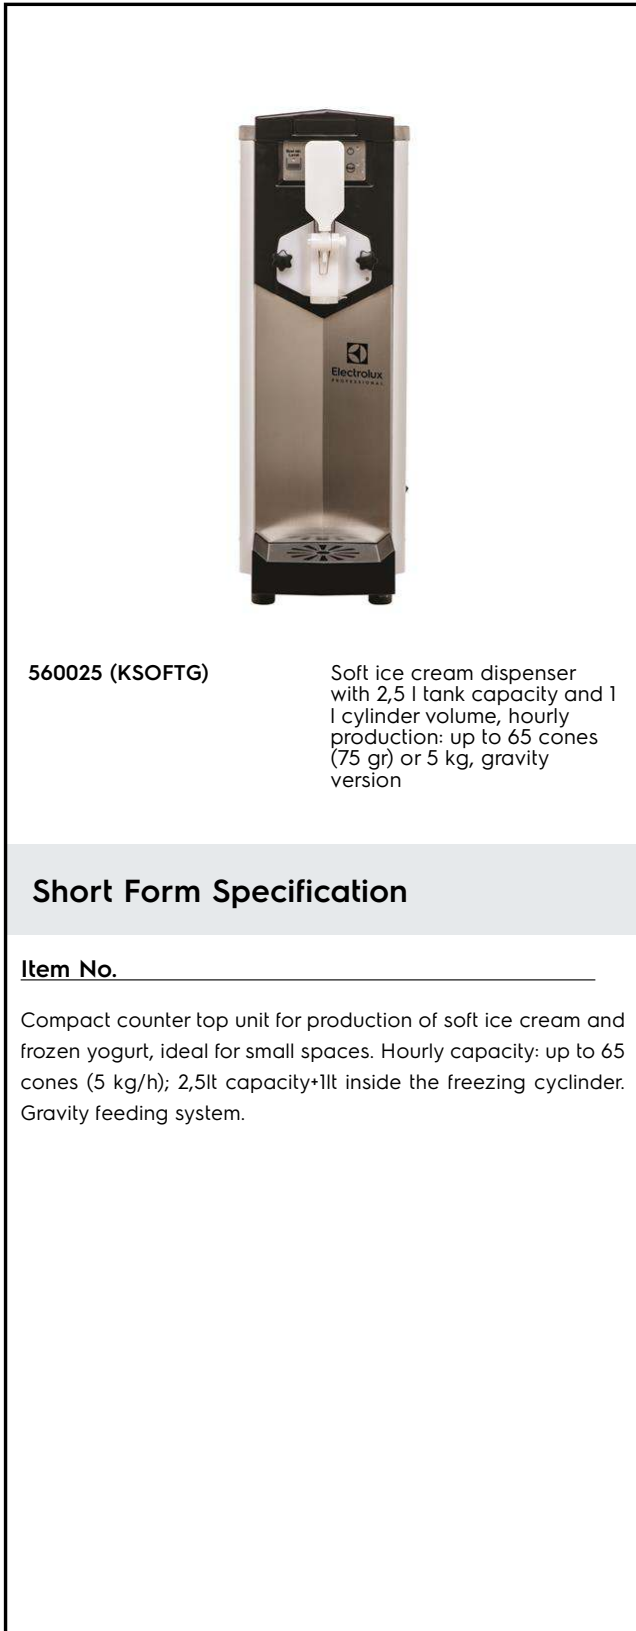 Electrolux
PROFESSIONAL
560025 (KSOFTG)
Soft ice cream dispenser
with 2,5 l tank capacity and 1
l cylinder volume, hourly
production: up to 65 cones
(75 gr) or 5 kg, gravity
version
Short Form Specification
Item No.
Compact counter top unit for production of soft ice cream and
frozen yogurt, ideal for small spaces. Hourly capacity: up to 65
cones (5 kg/h); 2,5lt capacity+1lt inside the freezing cyclinder.
Gravity feeding system.